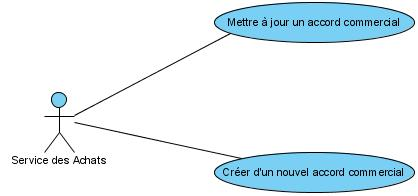 Mettre à jour un accord commercial
Service des Achats
Créer d'un nouvel accord commercial